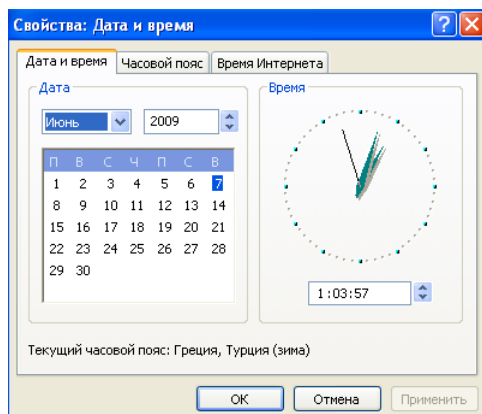 Свойства: Дата и время
Дата и время Часовой пояс Время Интернета
Дата
Июнь 2009
П В С Ч П С В
1 2 3 4 5 6 7
8 9 10 11 12 13 14
15 16 17 18 19 20 21
22 23 24 25 26 27 28
29 30
Время
1:03:57
Текущий часовой пояс: Греция, Турция (зима)
OK Отмена Применить